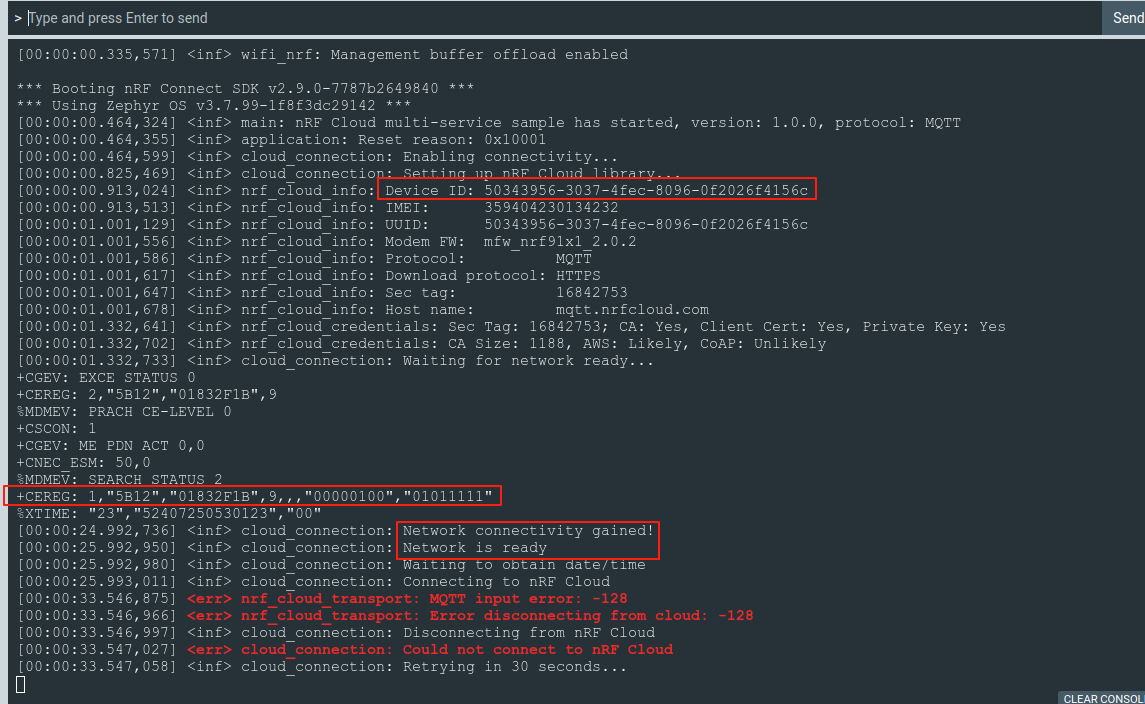 > Type and press Enter to send
Send
[00:00:00.335,571] <inf> wifi_nrf: Management buffer offload enabled
*** Booting nRF Connect SDK v2.9.0-7787b2649840 ***
*** Using Zephyr OS v3.7.99-1f8f3dc29142 ***
[00:00:00.464,324] <inf> main: nRF Cloud multi-service sample has started, version: 1.0.0, protocol: MQTT
[00:00:00.464,355] <inf> application: Reset reason: 0x10001
[00:00:00.464,599] <inf> cloud_connection: Enabling connectivity...
[00:00:00.825,469] <inf> cloud_connection: Setting up nRF Cloud library...
[00:00:00.913,024] <inf> nrf_cloud_info: Device ID: 50343956-3037-4fec-8096-0f2026f4156c
[00:00:00.913,513] <inf> nrf_cloud_info: IMEI:      359404230134232
[00:00:01.001,129] <inf> nrf_cloud_info: UUID:      50343956-3037-4fec-8096-0f2026f4156c
[00:00:01.001,556] <inf> nrf_cloud_info: Modem FW:  mfw_nrf91x1_2.0.2
[00:00:01.001,586] <inf> nrf_cloud_info: Protocol:          MQTT
[00:00:01.001,617] <inf> nrf_cloud_info: Download protocol: HTTPS
[00:00:01.001,647] <inf> nrf_cloud_info: Sec tag:           16842753
[00:00:01.001,678] <inf> nrf_cloud_info: Host name:         mqtt.nrfcloud.com
[00:00:01.332,641] <inf> nrf_cloud_credentials: Sec Tag: 16842753; CA: Yes, Client Cert: Yes, Private Key: Yes
[00:00:01.332,702] <inf> nrf_cloud_credentials: CA Size: 1188, AWS: Likely, CoAP: Unlikely
[00:00:01.332,733] <inf> cloud_connection: Waiting for network ready...
+CGEV: EXCE STATUS 0
+CEREG: 2,"5B12","01832F1B",9
%MDMEV: PRACH CE-LEVEL 0
+CSCON: 1
+CGEV: ME PDN ACT 0,0
+CNEC_ESM: 50,0
%MDMEV: SEARCH STATUS 2
+CEREG: 1,"5B12","01832F1B",9,,,"00000100","01011111"
%XTIME: "23","52407250530123","00"
[00:00:24.992,736] <inf> cloud_connection: Network connectivity gained!
[00:00:25.992,950] <inf> cloud_connection: Network is ready
[00:00:25.992,980] <inf> cloud_connection: Waiting to obtain date/time
[00:00:25.993,011] <inf> cloud_connection: Connecting to nRF Cloud
[00:00:33.546,875] <err> nrf_cloud_transport: MQTT input error: -128
[00:00:33.546,966] <err> nrf_cloud_transport: Error disconnecting from cloud: -128
[00:00:33.546,997] <inf> cloud_connection: Disconnecting from nRF Cloud
[00:00:33.547,027] <err> cloud_connection: Could not connect to nRF Cloud
[00:00:33.547,058] <inf> cloud_connection: Retrying in 30 seconds...
CLEAR CONSOL